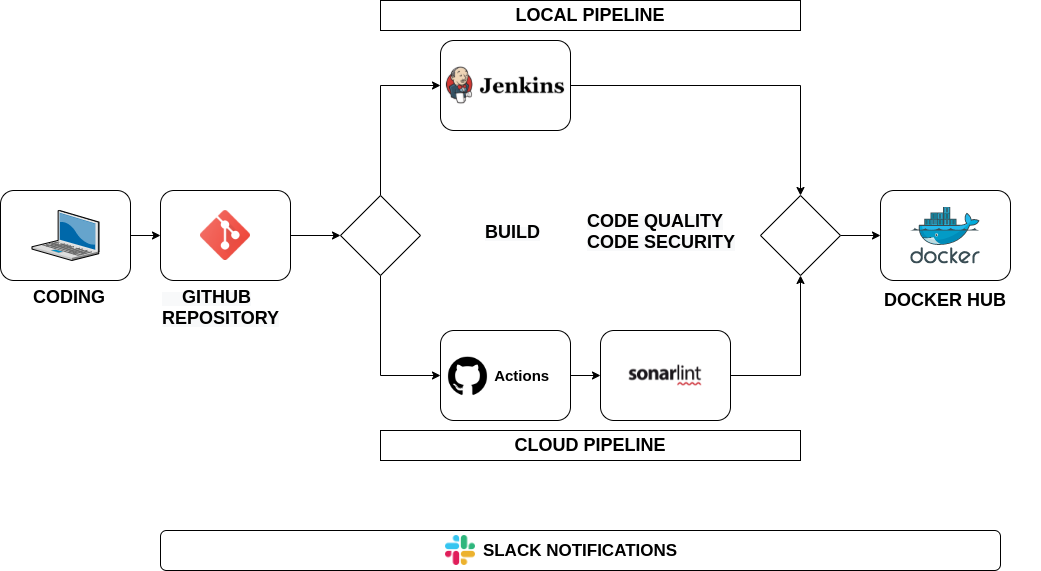 LOCAL PIPELINE
Jenkins
BUILD
CODE QUALITY
CODE SECURITY
docker
CODING
GITHUB
REPOSITORY
DOCKER HUB
Actions
sonarlint
CLOUD PIPELINE
SLACK NOTIFICATIONS